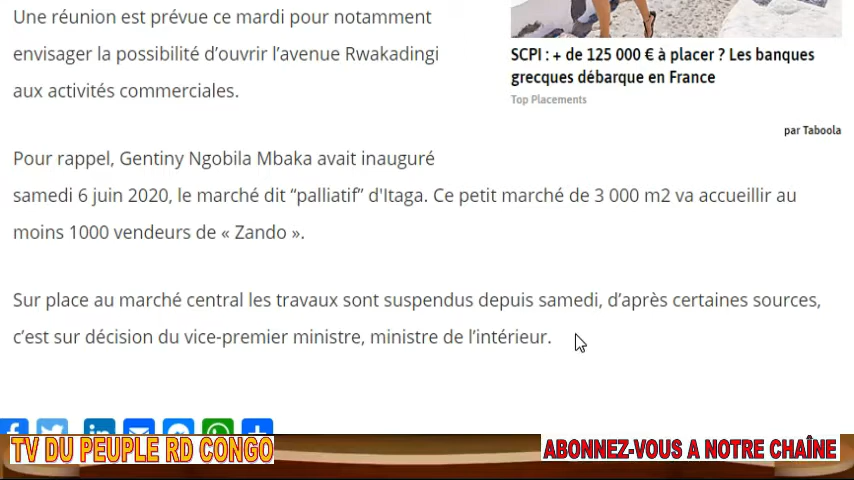 Une réunion est prévue ce mardi pour notamment
envisager la possibilité d’ouvrir l’avenue Rwakadingi
aux activités commerciales.
SCPI : + de 125 000 € à placer ? Les banques
grecques débarque en France
Top Placements
par Taboola
Pour rappel, Gentiny Ngobila Mbaka avait inauguré
samedi 6 juin 2020, le marché dit “palliatif” d'Itaga. Ce petit marché de 3 000 m2 va accueillir au
moins 1000 vendeurs de « Zando ».
Sur place au marché central les travaux sont suspendus depuis samedi, d’après certaines sources,
c’est sur décision du vice-premier ministre, ministre de l’intérieur.
TV DU PEUPLE RD CONGO
ABONNEZ-VOUS A NOTRE CHAÎNE